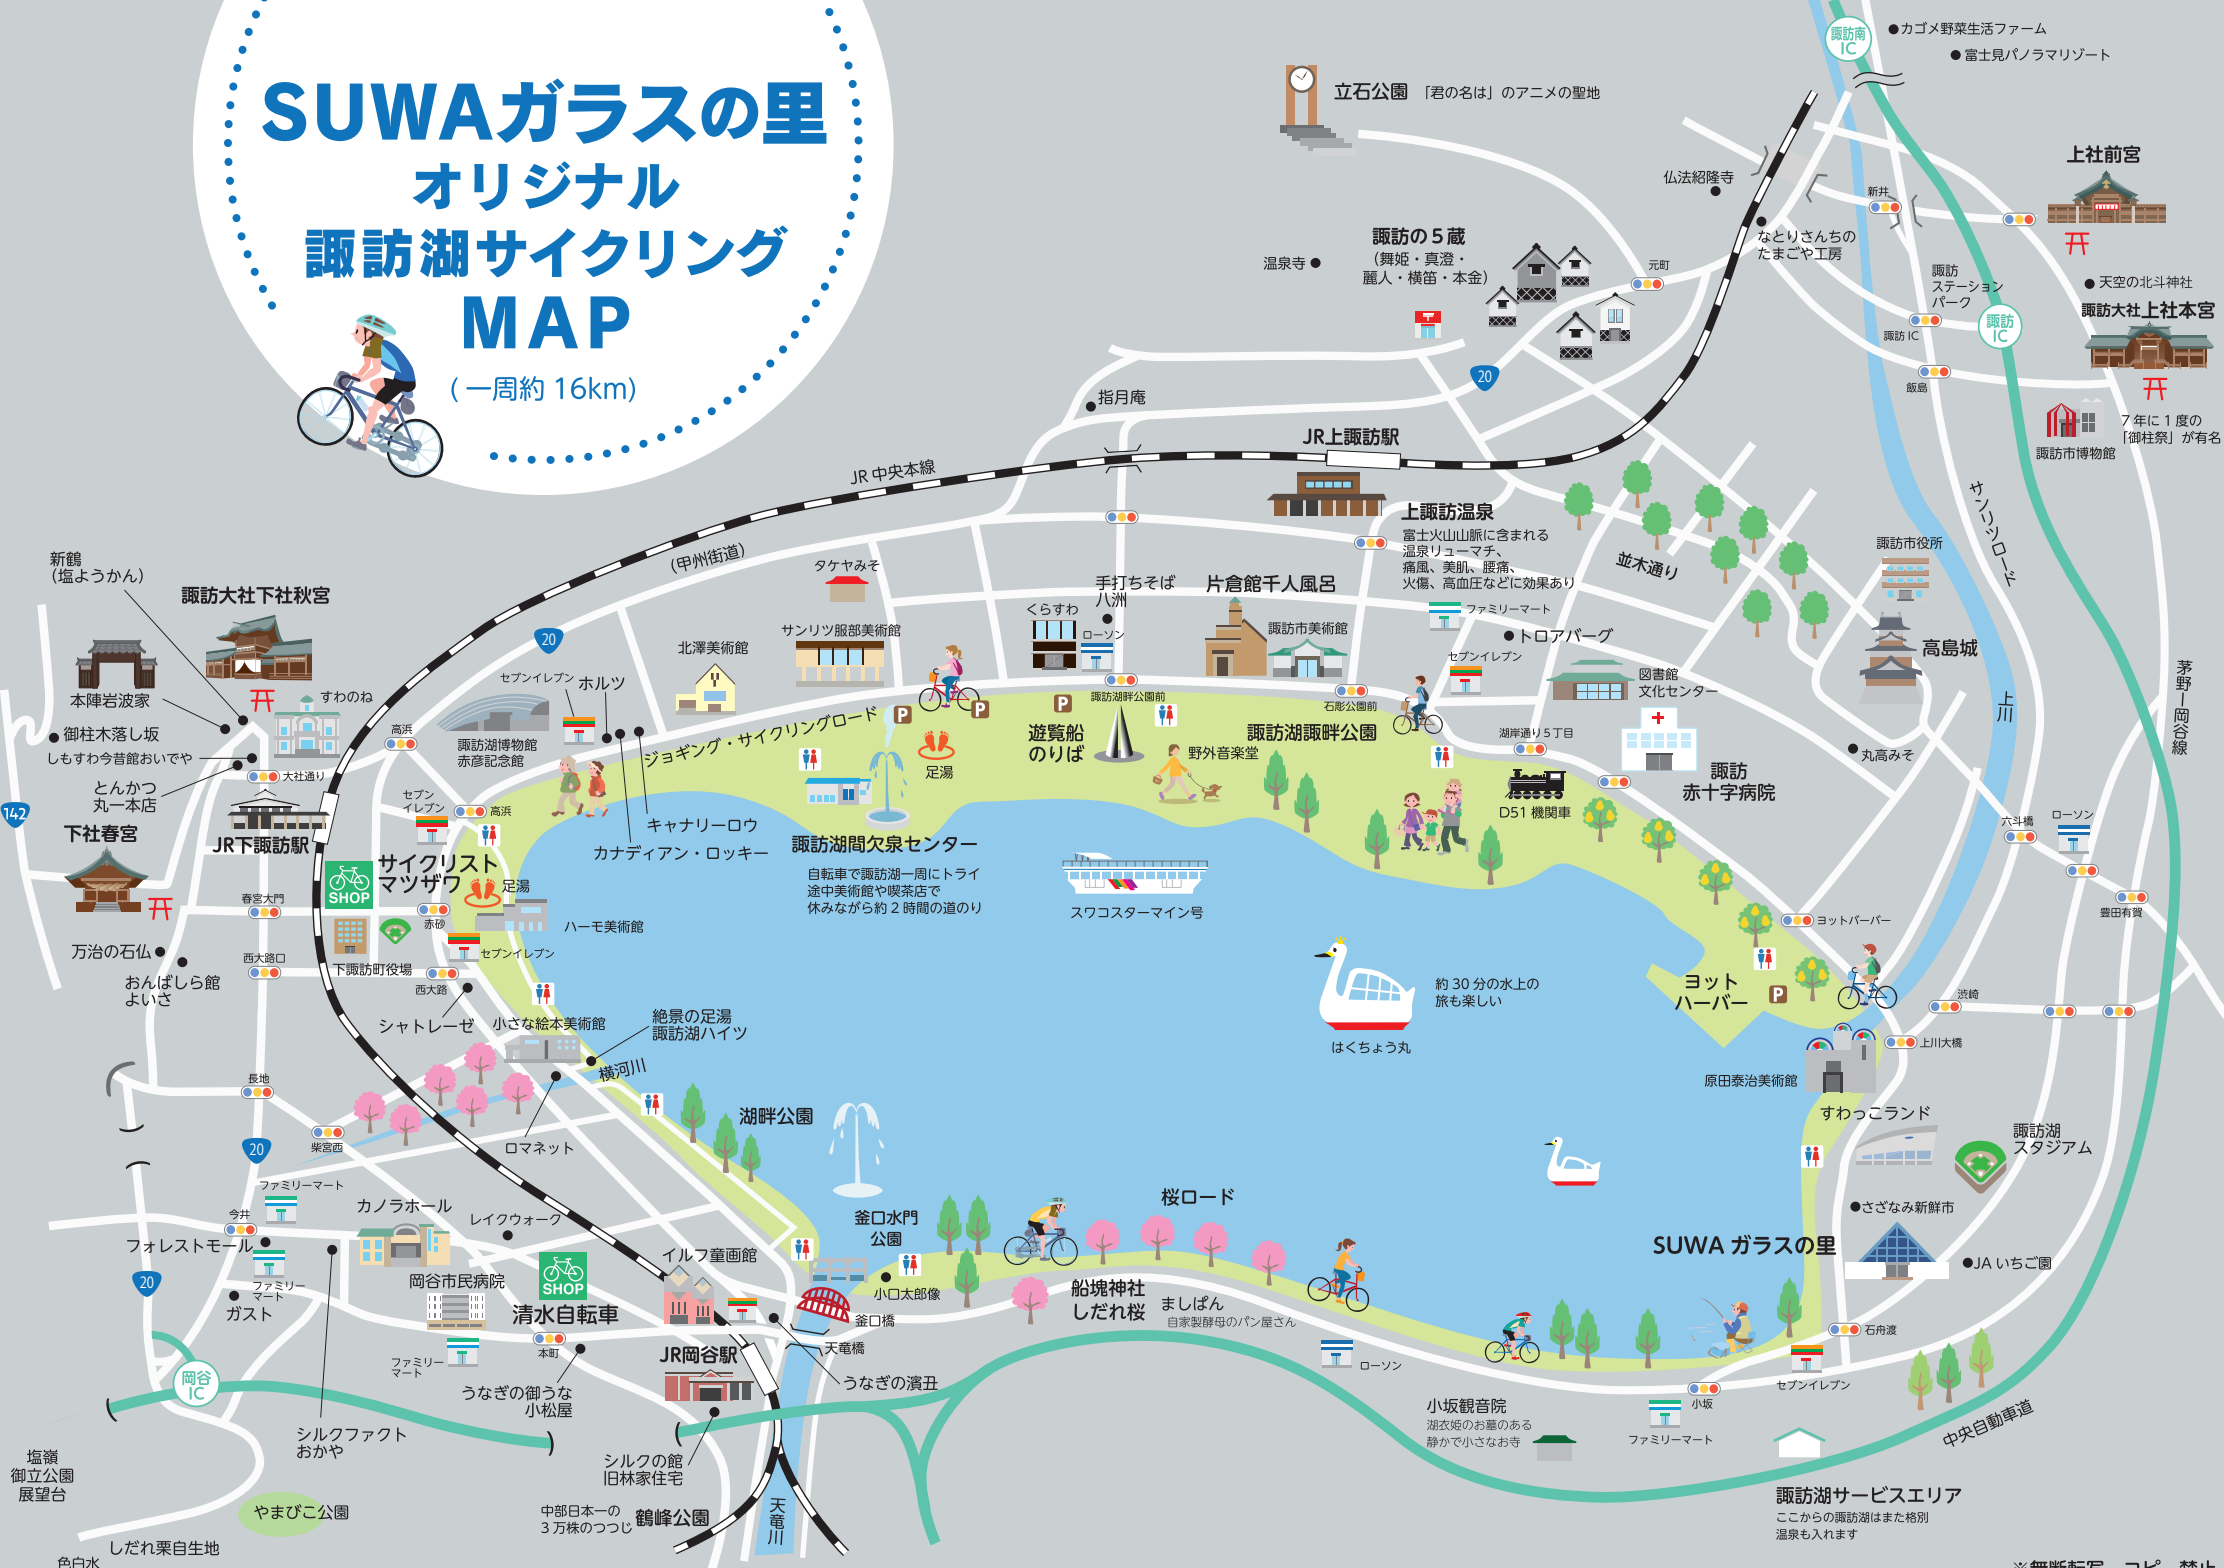 SUWAガラスの里
オリジナル
諏訪湖サイクリング
MAP
( 一周約 16km)
諏訪南
IC
カゴメ野菜生活ファーム
富士見パノラマリゾート
立石公園 「君の名は」のアニメの聖地
上社前宮
仏法紹隆寺
新井
なとりさんちの
たまごや工房
諏訪の5蔵
(舞姫・真澄・
麗人・横笛・本金)
温泉寺
元町
諏訪
ステーション
パーク
天空の北斗神社
諏訪大社上社本宮
諏訪
IC
諏訪 IC
飯島
7 年に 1 度の
「御柱祭」が有名
諏訪市博物館
20
指月庵
JR上諏訪駅
JR 中央本線
(甲州街道)
サンリツロード
上諏訪温泉
富士火山山脈に含まれる
温泉リューマチ、
痛風、美肌、腰痛、
火傷、高血圧などに効果あり
並木通り
諏訪市役所
高島城
上川
茅野ー岡谷線
丸高みそ
新鶴
(塩ようかん)
諏訪大社下社秋宮
本陣岩波家
すわのね
御柱木落し坂
しもすわ今昔館おいでや
とんかつ
丸一本店
大社通り
142
下社春宮
JR下諏訪駅
高浜
20
タケヤみそ
サンリツ服部美術館
北澤美術館
セブンイレブン
ホルツ
諏訪湖博物館
赤彦記念館
ジョギング・サイクリングロード
くらすわ
手打ちそば
八洲
ローソン
片倉館千人風呂
諏訪市美術館
ファミリーマート
トロアバーグ
セブンイレブン
図書館
文化センター
諏訪湖畔公園前
石彫公園前
P
P
P
遊覧船
のりば
諏訪湖諏畔公園
野外音楽堂
足湯
湖岸通り5丁目
D51 機関車
諏訪
赤十字病院
セブン
イレブン
高浜
キャナリーロウ
カナディアン・ロッキー
諏訪湖間欠泉センター
自転車で諏訪湖一周にトライ
途中美術館や喫茶店で
休みながら約 2 時間の道のり
スワコスターマイン号
六斗橋
ローソン
豊田有賀
SHOP
サイクリスト
マツザワ
足湯
春宮大門
赤砂
ハーモ美術館
セブンイレブン
下諏訪町役場
西大路口
西大路
万治の石仏
おんばしら館
よいさ
シャトレーゼ
小さな絵本美術館
絶景の足湯
諏訪湖ハイツ
横河川
ヨットバーバー
ヨット
ハーバー
P
渋崎
約 30 分の水上の
旅も楽しい
はくちょう丸
上川大橋
原田泰治美術館
すわっこランド
諏訪湖
スタジアム
長地
柴宮西
20
ロマネット
湖畔公園
さざなみ新鮮市
SUWA ガラスの里
JA いちご園
ファミリーマート
今井
フォレストモール
カノラホール
レイクウォーク
ファミリー
マート
20
ガスト
岡谷市民病院
SHOP
清水自転車
本町
イルフ童画館
釜口水門
公園
小口太郎像
釜口橋
天竜橋
桜ロード
船塊神社
しだれ桜
ましぱん
自家製酵母のパン屋さん
ローソン
石舟渡
セブンイレブン
小坂
ファミリーマート
小坂観音院
湖衣姫のお墓のある
静かで小さなお寺
中央自動車道
諏訪湖サービスエリア
ここからの諏訪湖はまた格別
温泉も入れます
岡谷
IC
ファミリー
マート
うなぎの御うな
小松屋
JR岡谷駅
うなぎの濱丑
シルクファクト
おかや
シルクの館
旧林家住宅
塩嶺
御立公園
展望台
やまびこ公園
しだれ栗自生地
色白水
中部日本一の
3 万株のつつじ
鶴峰公園
天竜川
※無断転写、コピー禁止